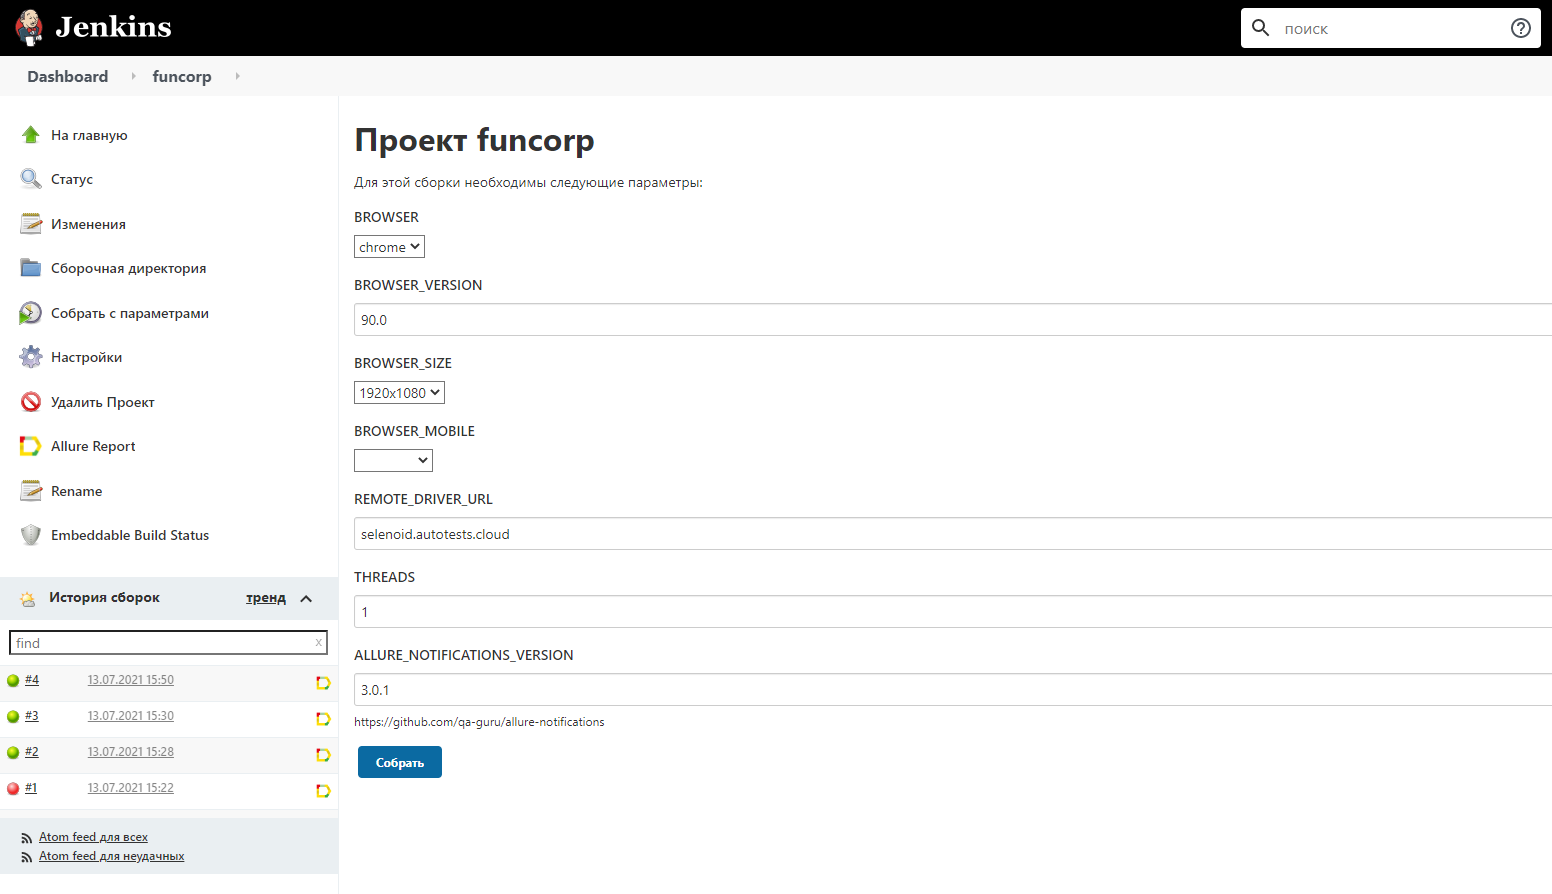 Jenkins
поиск
Dashboard
funcorp
На главную
Статус
Изменения
Сборочная директория
Собрать с параметрами
Настройки
Удалить Проект
Allure Report
Rename
Embeddable Build Status
История сборок
тренд
find
x
#4 13.07.2021 15:50
#3 13.07.2021 15:30
#2 13.07.2021 15:28
#1 13.07.2021 15:22
Atom feed для всех
Atom feed для неудачных
Проект funcorp
Для этой сборки необходимы следующие параметры:
BROWSER
chrome
BROWSER_VERSION
90.0
BROWSER_SIZE
1920x1080
BROWSER_MOBILE
REMOTE_DRIVER_URL
selenoid.autotests.cloud
THREADS
1
ALLURE_NOTIFICATIONS_VERSION
3.0.1
https://github.com/qa-guru/allure-notifications
Собрать